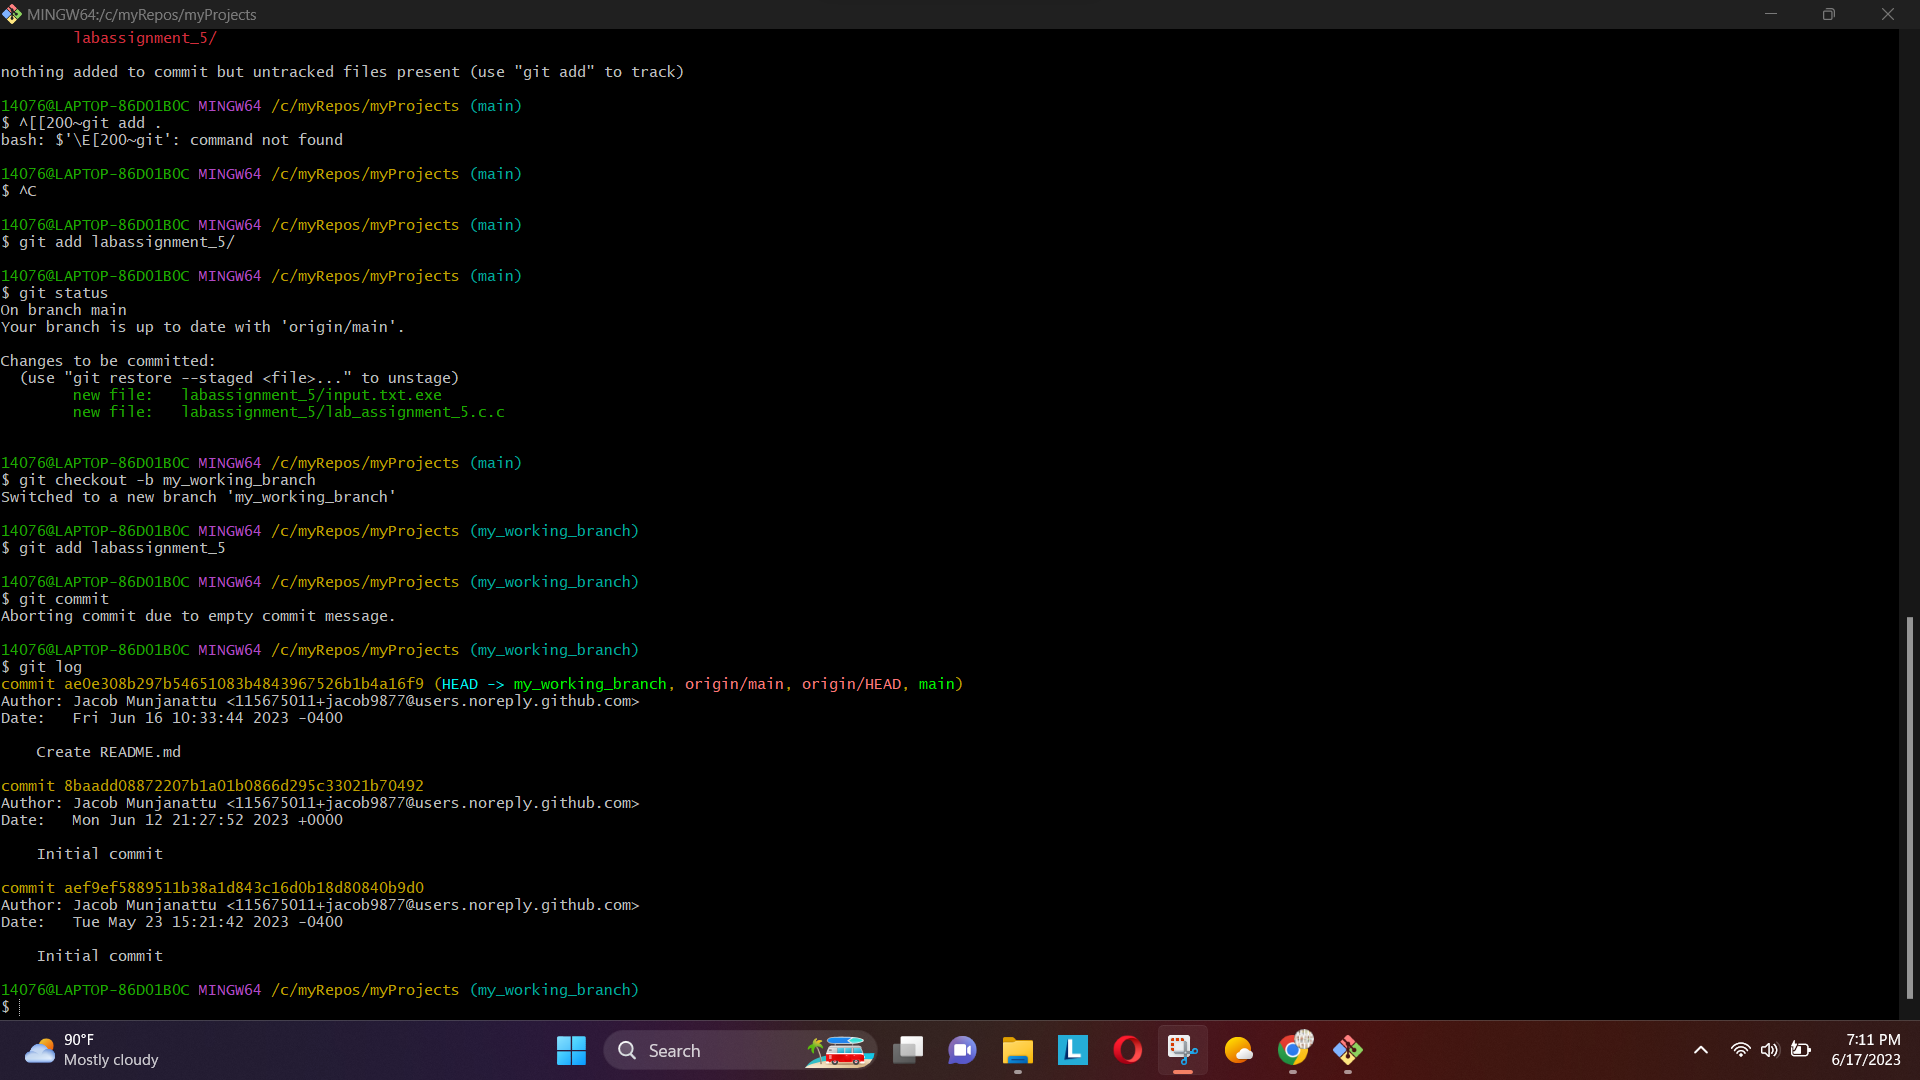 MINGW64:/c/myRepos/myProjects
labassignment_5/
nothing added to commit but untracked files present (use "git add" to track)
14076@LAPTOP-86DO1B0C MINGW64 /c/myRepos/myProjects (main)
$ ^[[200~git add .
bash: $'\E[200~git': command not found
14076@LAPTOP-86DO1B0C MINGW64 /c/myRepos/myProjects (main)
$ ^C
14076@LAPTOP-86DO1B0C MINGW64 /c/myRepos/myProjects (main)
$ git add labassignment_5/
14076@LAPTOP-86DO1B0C MINGW64 /c/myRepos/myProjects (main)
$ git status
On branch main
Your branch is up to date with 'origin/main'.
Changes to be committed:
(use "git restore --staged <file>..." to unstage)
new file:   labassignment_5/input.txt.exe
new file:   labassignment_5/lab_assignment_5.c.c
14076@LAPTOP-86DO1B0C MINGW64 /c/myRepos/myProjects (main)
$ git checkout -b my_working_branch
Switched to a new branch 'my_working_branch'
14076@LAPTOP-86DO1B0C MINGW64 /c/myRepos/myProjects (my_working_branch)
$ git add labassignment_5
14076@LAPTOP-86DO1B0C MINGW64 /c/myRepos/myProjects (my_working_branch)
$ git commit
Aborting commit due to empty commit message.
14076@LAPTOP-86DO1B0C MINGW64 /c/myRepos/myProjects (my_working_branch)
$ git log
commit ae0e308b297b54651083b4843967526b1b4a16f9 (HEAD -> my_working_branch, origin/main, origin/HEAD, main)
Author: Jacob Munjanattu <115675011+jacob9877@users.noreply.github.com>
Date:   Fri Jun 16 10:33:44 2023 -0400
Create README.md
commit 8baadd08872207b1a01b0866d295c33021b70492
Author: Jacob Munjanattu <115675011+jacob9877@users.noreply.github.com>
Date:   Mon Jun 12 21:27:52 2023 +0000
Initial commit
commit aef9ef5889511b38a1d843c16d0b18d80840b9d0
Author: Jacob Munjanattu <115675011+jacob9877@users.noreply.github.com>
Date:   Tue May 23 15:21:42 2023 -0400
Initial commit
14076@LAPTOP-86DO1B0C MINGW64 /c/myRepos/myProjects (my_working_branch)
$
90°F
Mostly cloudy
Search
L
7:11 PM
6/17/2023